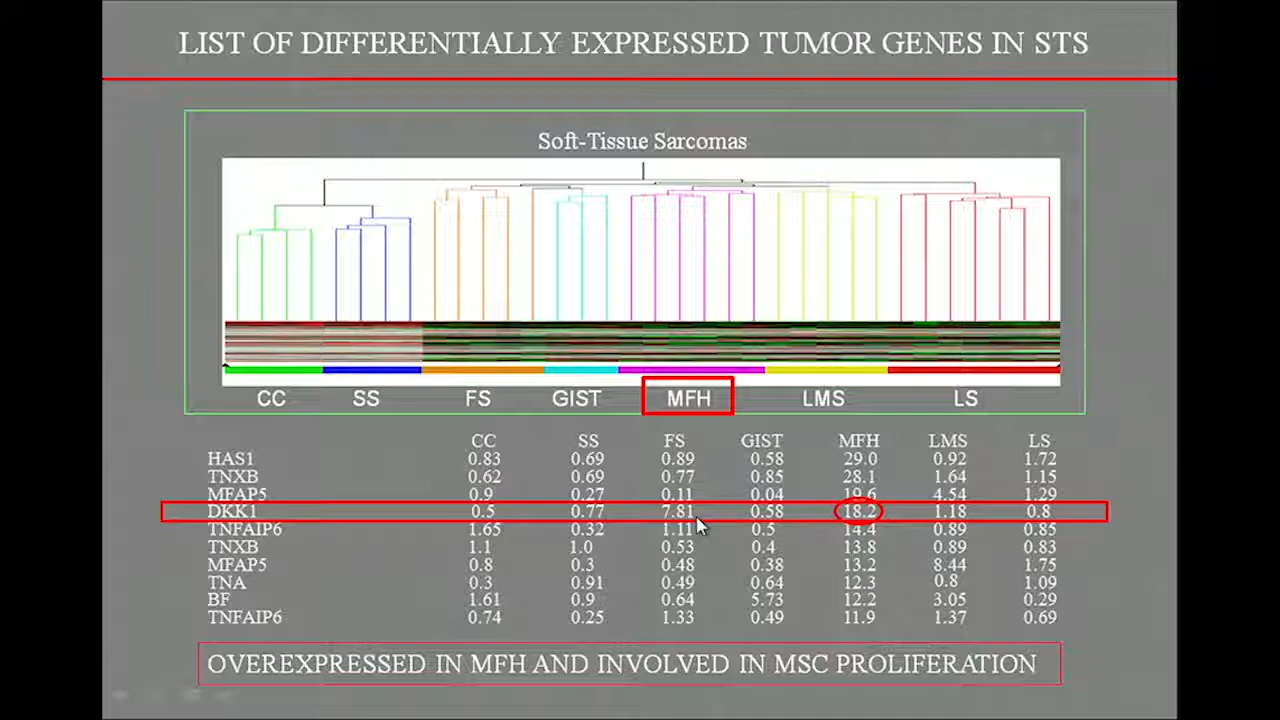 LIST OF DIFFERENTIALLY EXPRESSED TUMOR GENES IN STS
Soft-Tissue Sarcomas
CC SS FS GIST MFH LMS LS
CC SS FS GIST MFH LMS LS
HAS1 0.83 0.69 0.89 0.58 29.0 0.92 1.72
TNXB 0.62 0.69 0.77 0.85 28.1 1.64 1.15
MFAP5 0.9 0.27 0.11 0.04 19.6 4.54 1.29
DKK1 0.5 0.77 7.81 0.58 18.2 1.18 0.8
TNFAIP6 1.65 0.32 1.11 0.5 14.4 0.89 0.85
TNXB 1.1 1.0 0.53 0.4 13.8 0.89 0.83
MFAP5 0.8 0.3 0.48 0.38 13.2 8.44 1.75
TNA 0.3 0.91 0.49 0.64 12.3 0.8 1.09
BF 1.61 0.9 0.64 5.73 12.2 3.05 0.29
TNFAIP6 0.74 0.25 1.33 0.49 11.9 1.37 0.69
OVEREXPRESSED IN MFH AND INVOLVED IN MSC PROLIFERATION